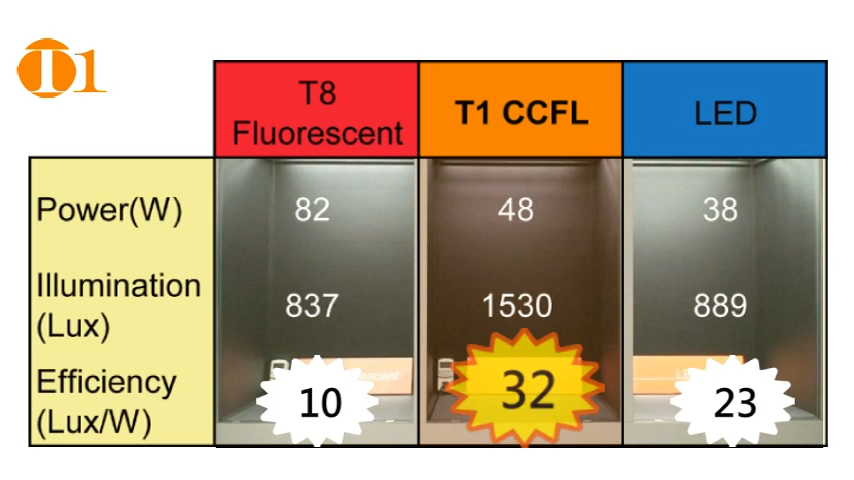 T1
T8
Fluorescent
T1 CCFL
LED
Power(W)
82
48
38
Illumination
(Lux)
837
1530
889
Efficiency
(Lux/W)
10
32
23